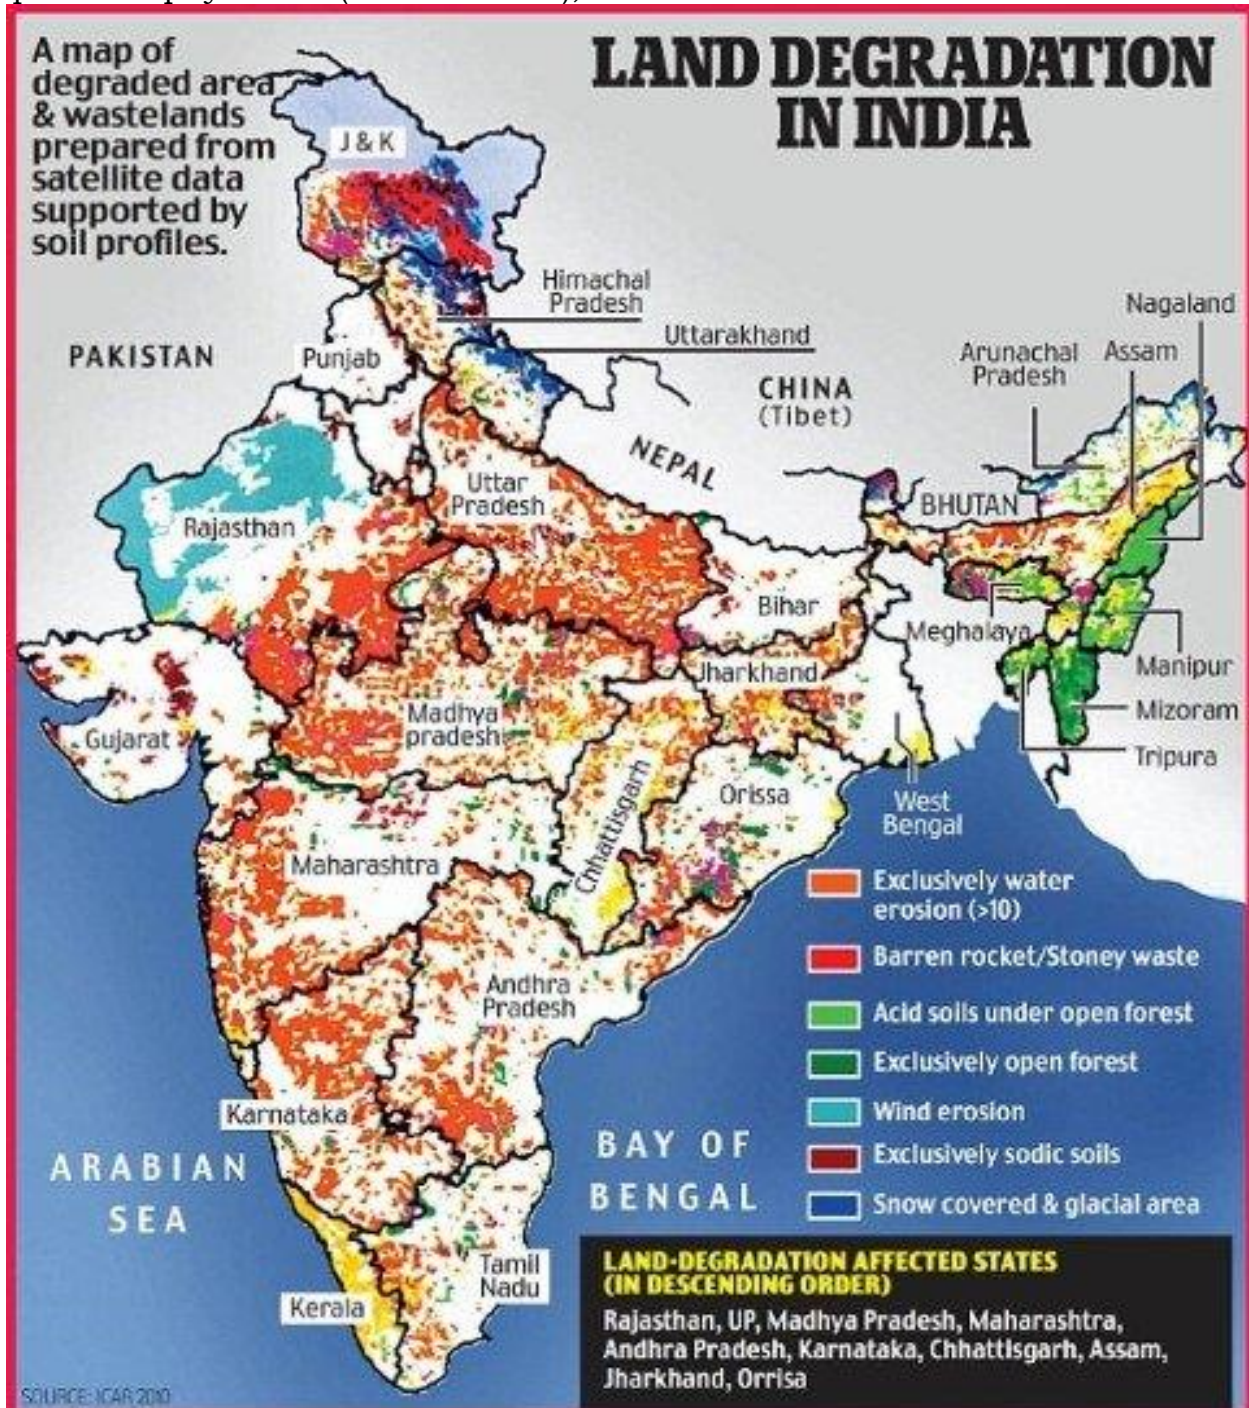 A map of
degraded area
& wastelands
prepared from
satellite data
supported by
soil profiles.
LAND DEGRADATION
IN INDIA
J & K
Himachal
Pradesh
Uttarakhand
Nagaland
Arunachal
Pradesh
Assam
PAKISTAN
Punjab
CHINA
(Tibet)
NEPAL
Uttar
Pradesh
BHUTAN
Rajasthan
Bihar
Meghalaya
Manipur
Jharkhand
Mizoram
Madhya
pradesh
Gujarat
Tripura
Chhattisgarh
Orissa
West
Bengal
Maharashtra
Exclusively water
erosion (>10)
Barren rocket/Stoney waste
Andhra
Pradesh
Acid soils under open forest
Exclusively open forest
Karnataka
Wind erosion
ARABIAN
SEA
BAY OF
BENGAL
Exclusively sodic soils
Snow covered & glacial area
Tamil
Nadu
Kerala
LAND-DEGRADATION AFFECTED STATES
(IN DESCENDING ORDER)
Rajasthan, UP, Madhya Pradesh, Maharashtra,
Andhra Pradesh, Karnataka, Chhattisgarh, Assam,
Jharkhand, Orrisa
SOURCE: ICAR 2010